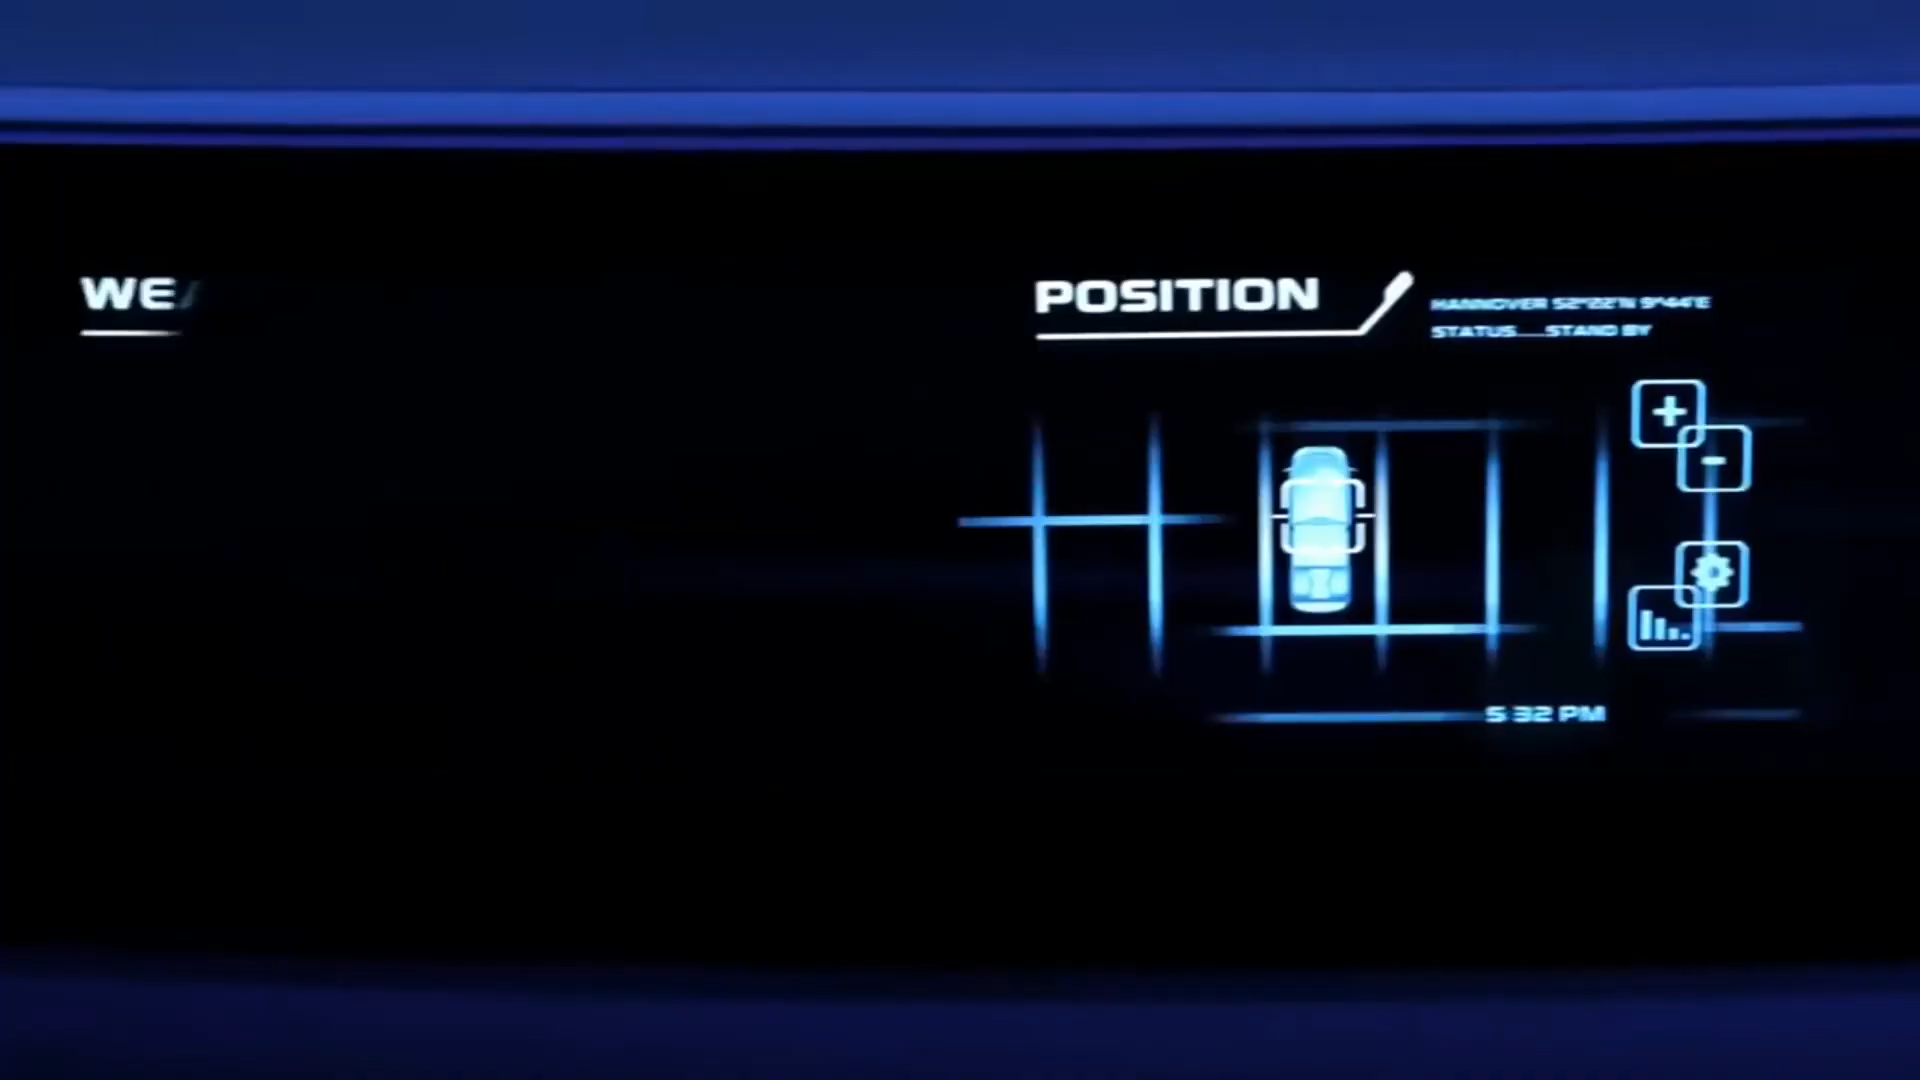 WE
POSITION
HANNOVER 52°22'N 9°44'E
STATUS....STAND BY
5 32 PM